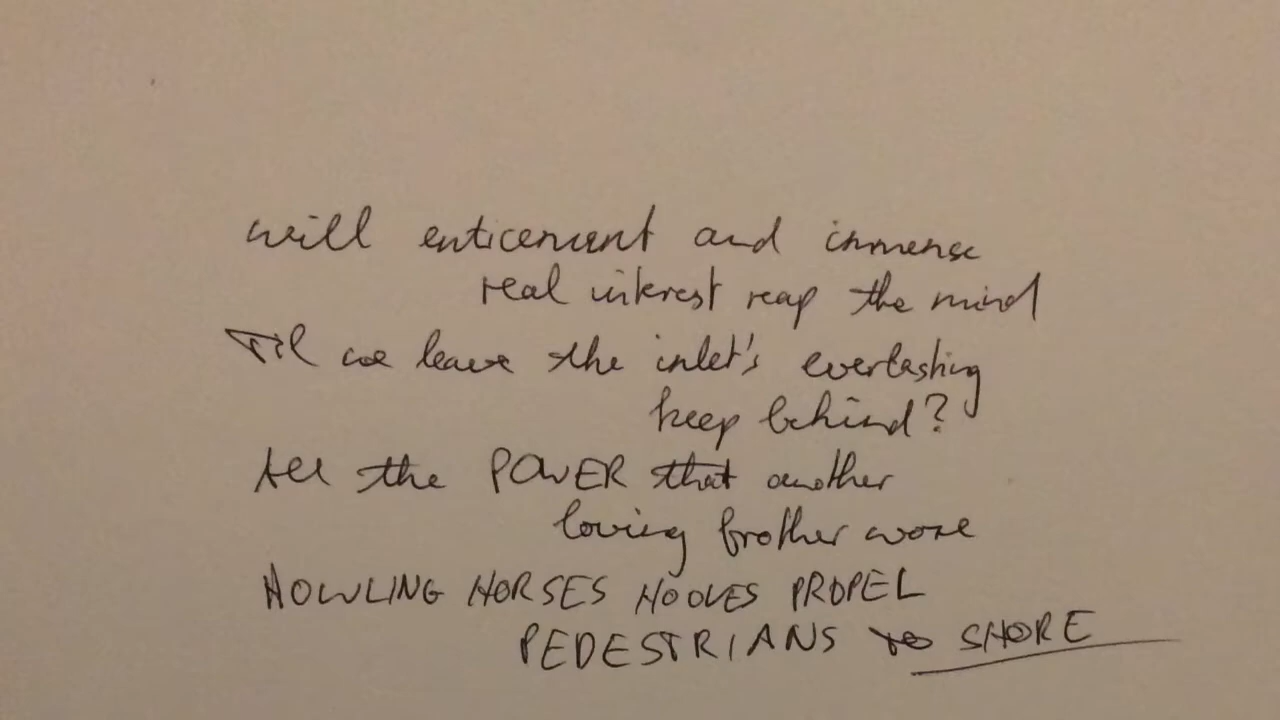 will enticement and immense
real interest reap the mind
Til we leave the inlet's everlasting
keep behind?
All the POWER that another
loving brother wore
HOWLING HORSES HOOVES PROPEL
PEDESTRIANS to SHORE